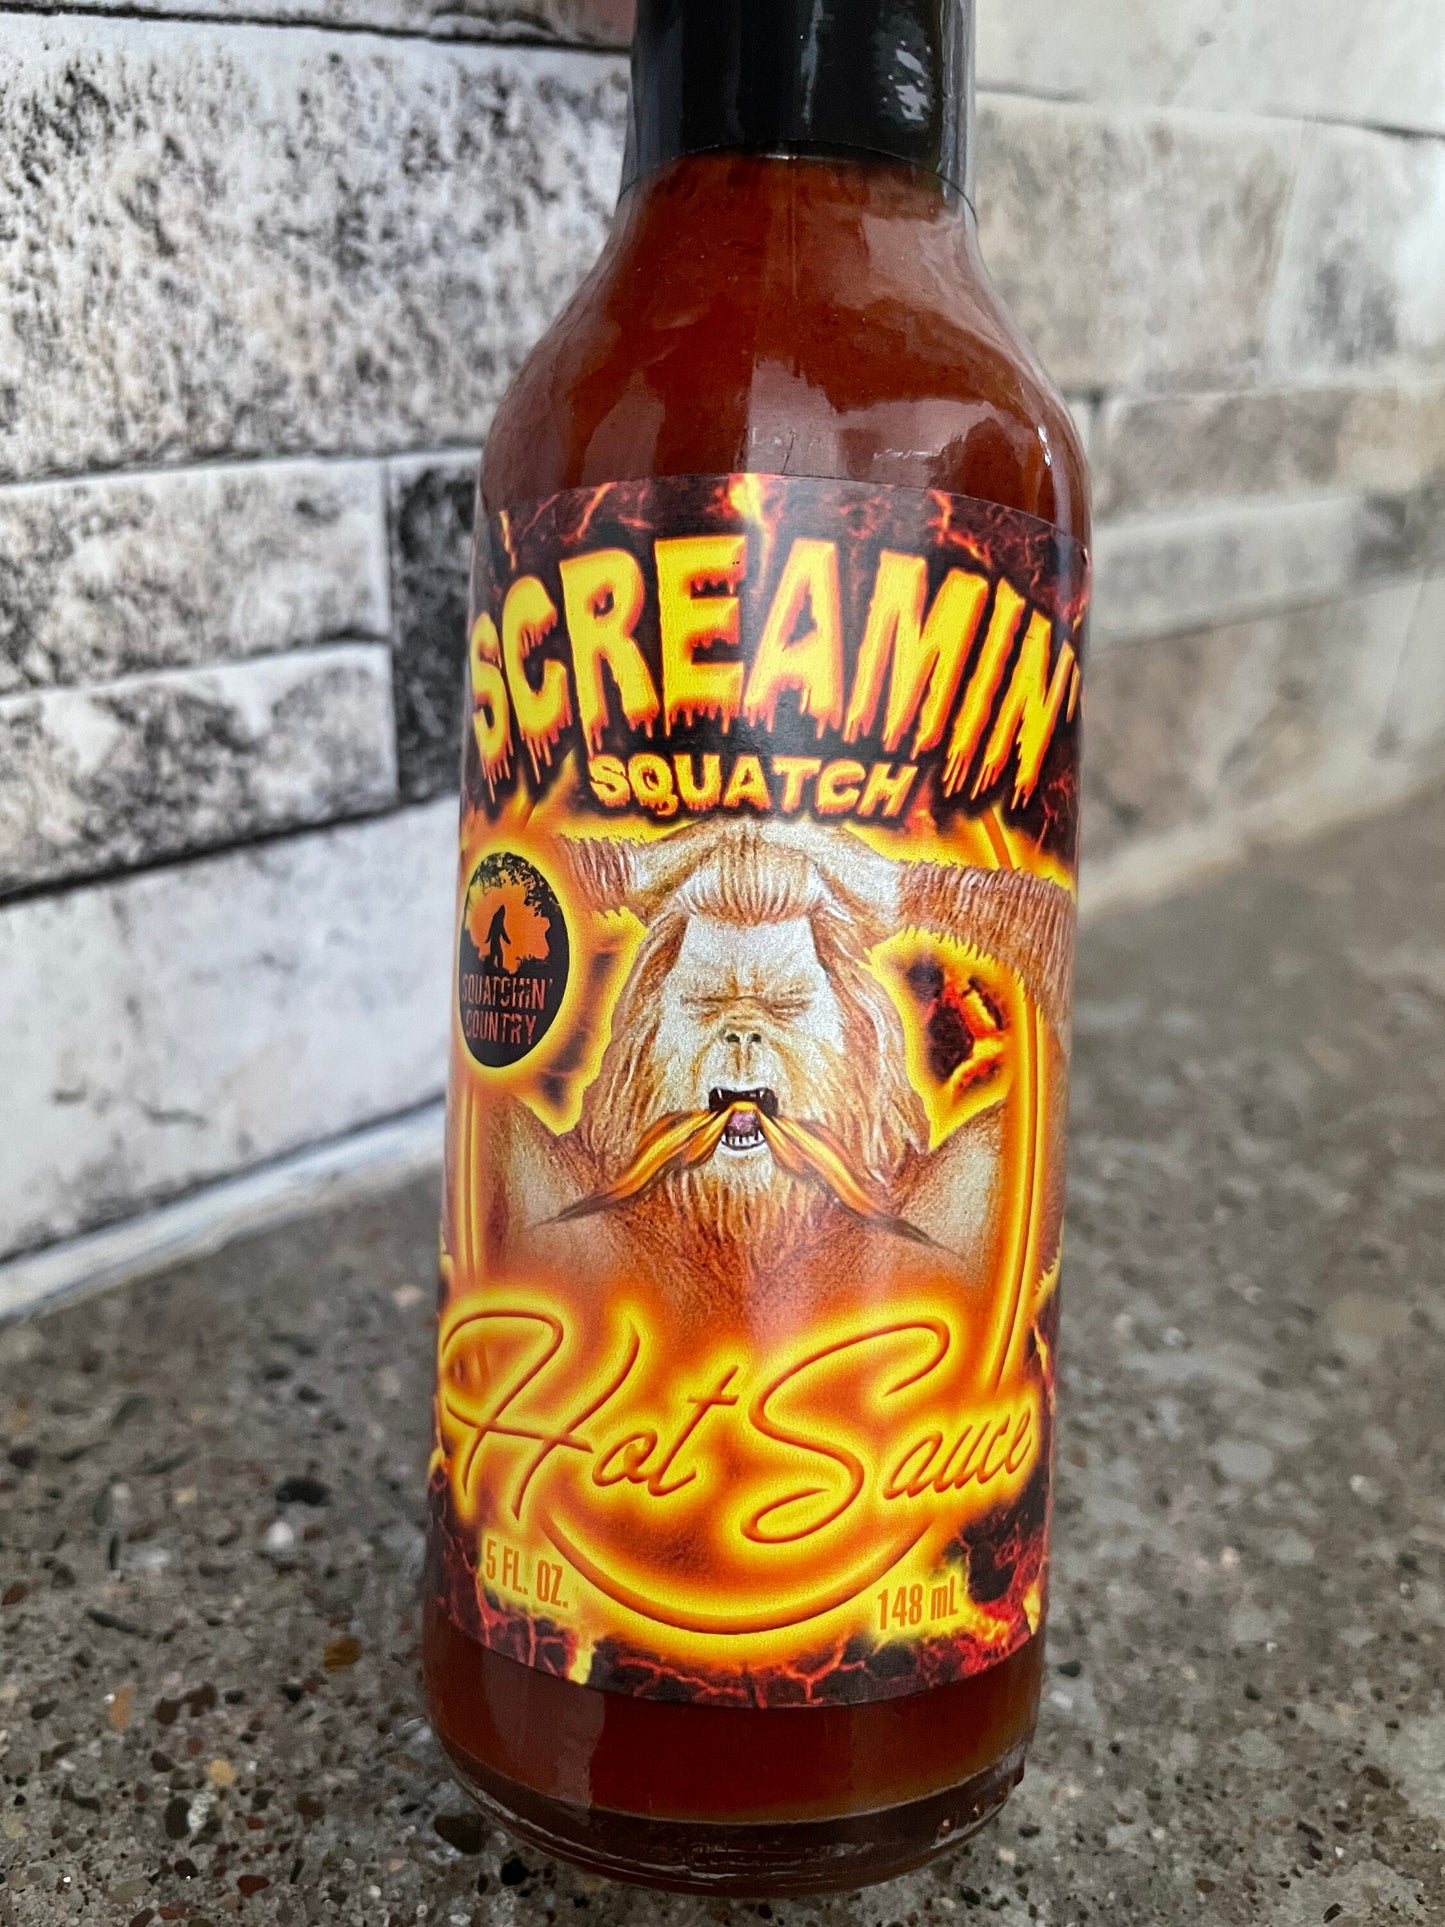 SCREAMIN'
SQUATCH
SQUATCHIN'
COUNTRY
Hot Sauce
5 FL. OZ.
148 mL